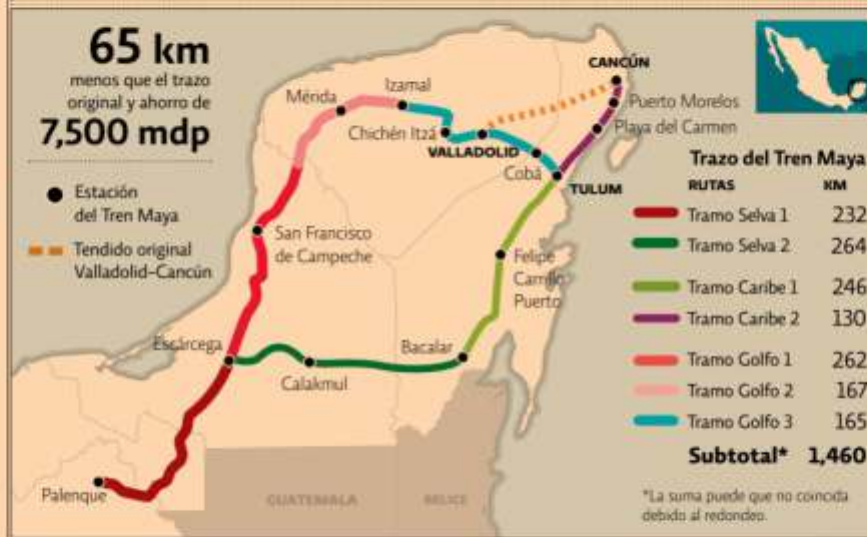 65 km
menos que el trazo
original y ahorro de
7,500 mdp
Estación
del Tren Maya
Tendido original
Valladolid-Cancún
CANCÚN
Puerto Morelos
Playa del Carmen
Izamal
Mérida
Chichén Itzá
VALLADOLID
Cobá
TULUM
San Francisco
de Campeche
Felipe
Carrillo
Puerto
Escárcega
Calakmul
Bacalar
Palenque
GUATEMALA
BELICE
Trazo del Tren Maya
RUTAS KM
Tramo Selva 1 232
Tramo Selva 2 264
Tramo Caribe 1 246
Tramo Caribe 2 130
Tramo Golfo 1 262
Tramo Golfo 2 167
Tramo Golfo 3 165
Subtotal* 1,460
*La suma puede que no coincida
debido al redondeo.